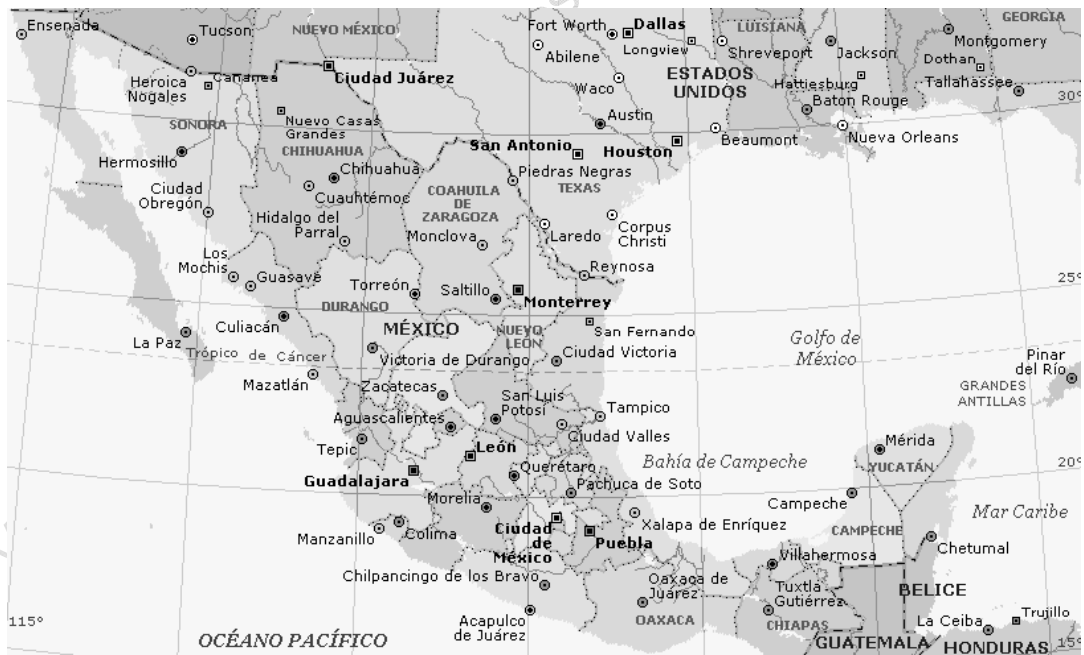 Ensenada
Tucson
NUEVO MÉXICO
Fort Worth
Dallas
LUISIANA
GEORGIA
Abilene
Longview
Shreveport
Jackson
Montgomery
Heroica
Nogales
Cananea
Ciudad Juárez
ESTADOS
UNIDOS
Hattiesburg
Dothan
Tallahassee
Waco
Baton Rouge
30°
SONORA
Nuevo Casas
Grandes
Austin
CHIHUAHUA
San Antonio
Houston
Beaumont
Nueva Orleans
Hermosillo
Chihuahua
Piedras Negras
Ciudad
Obregón
Cuauhtémoc
COAHUILA
DE
ZARAGOZA
TEXAS
Hidalgo del
Parral
Monclova
Laredo
Corpus
Christi
Los
Mochis
Guasave
Reynosa
25°
Torreón
Saltillo
Monterrey
DURANGO
Culiacán
MÉXICO
NUEVO
LEÓN
San Fernando
La Paz
Trópico de Cáncer
Victoria de Durango
Ciudad Victoria
Golfo de
México
Pinar
del Río
Mazatlán
Zacatecas
GRANDES
ANTILLAS
San Luis
Potosí
Aguascalientes
Tampico
Tepic
Ciudad Valles
León
Mérida
Guadalajara
Querétaro
Bahía de Campeche
YUCATÁN
20°
Pachuca de Soto
Morelia
Campeche
Mar Caribe
Manzanillo
Colima
Ciudad
de
México
Puebla
Xalapa de Enríquez
CAMPECHE
Chetumal
Villahermosa
Chilpancingo de los Bravo
Oaxaca de
Juárez
Tuxtla
Gutiérrez
BELICE
115°
Acapulco
de Juárez
OAXACA
CHIAPAS
La Ceiba
Trujillo
OCÉANO PACÍFICO
GUATEMALA
HONDURAS
15°